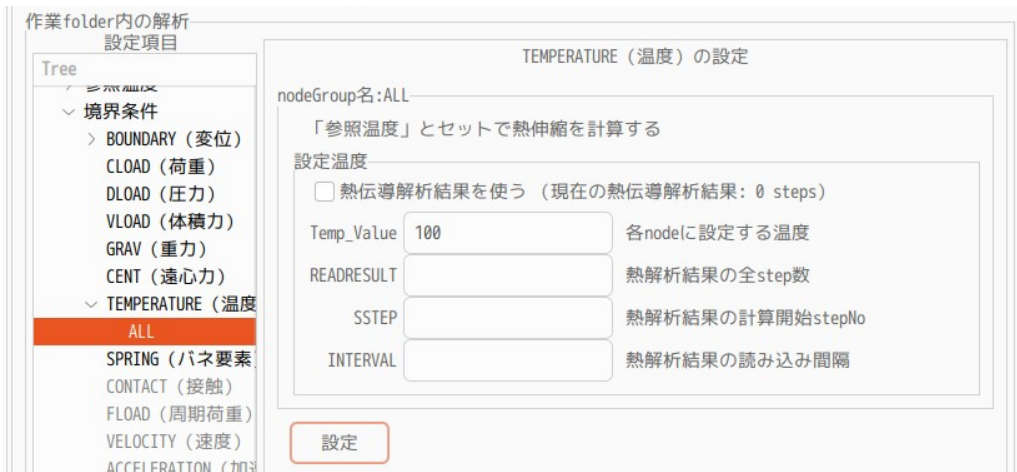 作業folder内の解析
設定項目
Tree
参照温度
境界条件
BOUNDARY (変位)
CLOAD (荷重)
DLOAD (圧力)
VLOAD (体積力)
GRAV (重力)
CENT (遠心力)
TEMPERATURE (温度
ALL
SPRING (バネ要素)
CONTACT (接触)
FLOAD (周期荷重)
VELOCITY (速度)
ACCELERATION (加速
TEMPERATURE (温度) の設定
nodeGroup名:ALL
「参照温度」とセットで熱伸縮を計算する
設定温度
熱伝導解析結果を使う (現在の熱伝導解析結果: 0 steps)
Temp_Value 100 各nodeに設定する温度
READRESULT 熱解析結果の全step数
SSTEP 熱解析結果の計算開始stepNo
INTERVAL 熱解析結果の読み込み間隔
設定